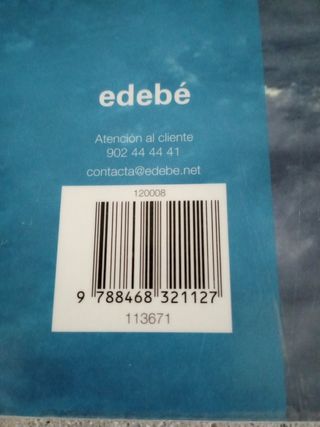 edebé
Atención al cliente
902 44 44 41
contacta@edebe.net
120008
9 788468 321127
113671